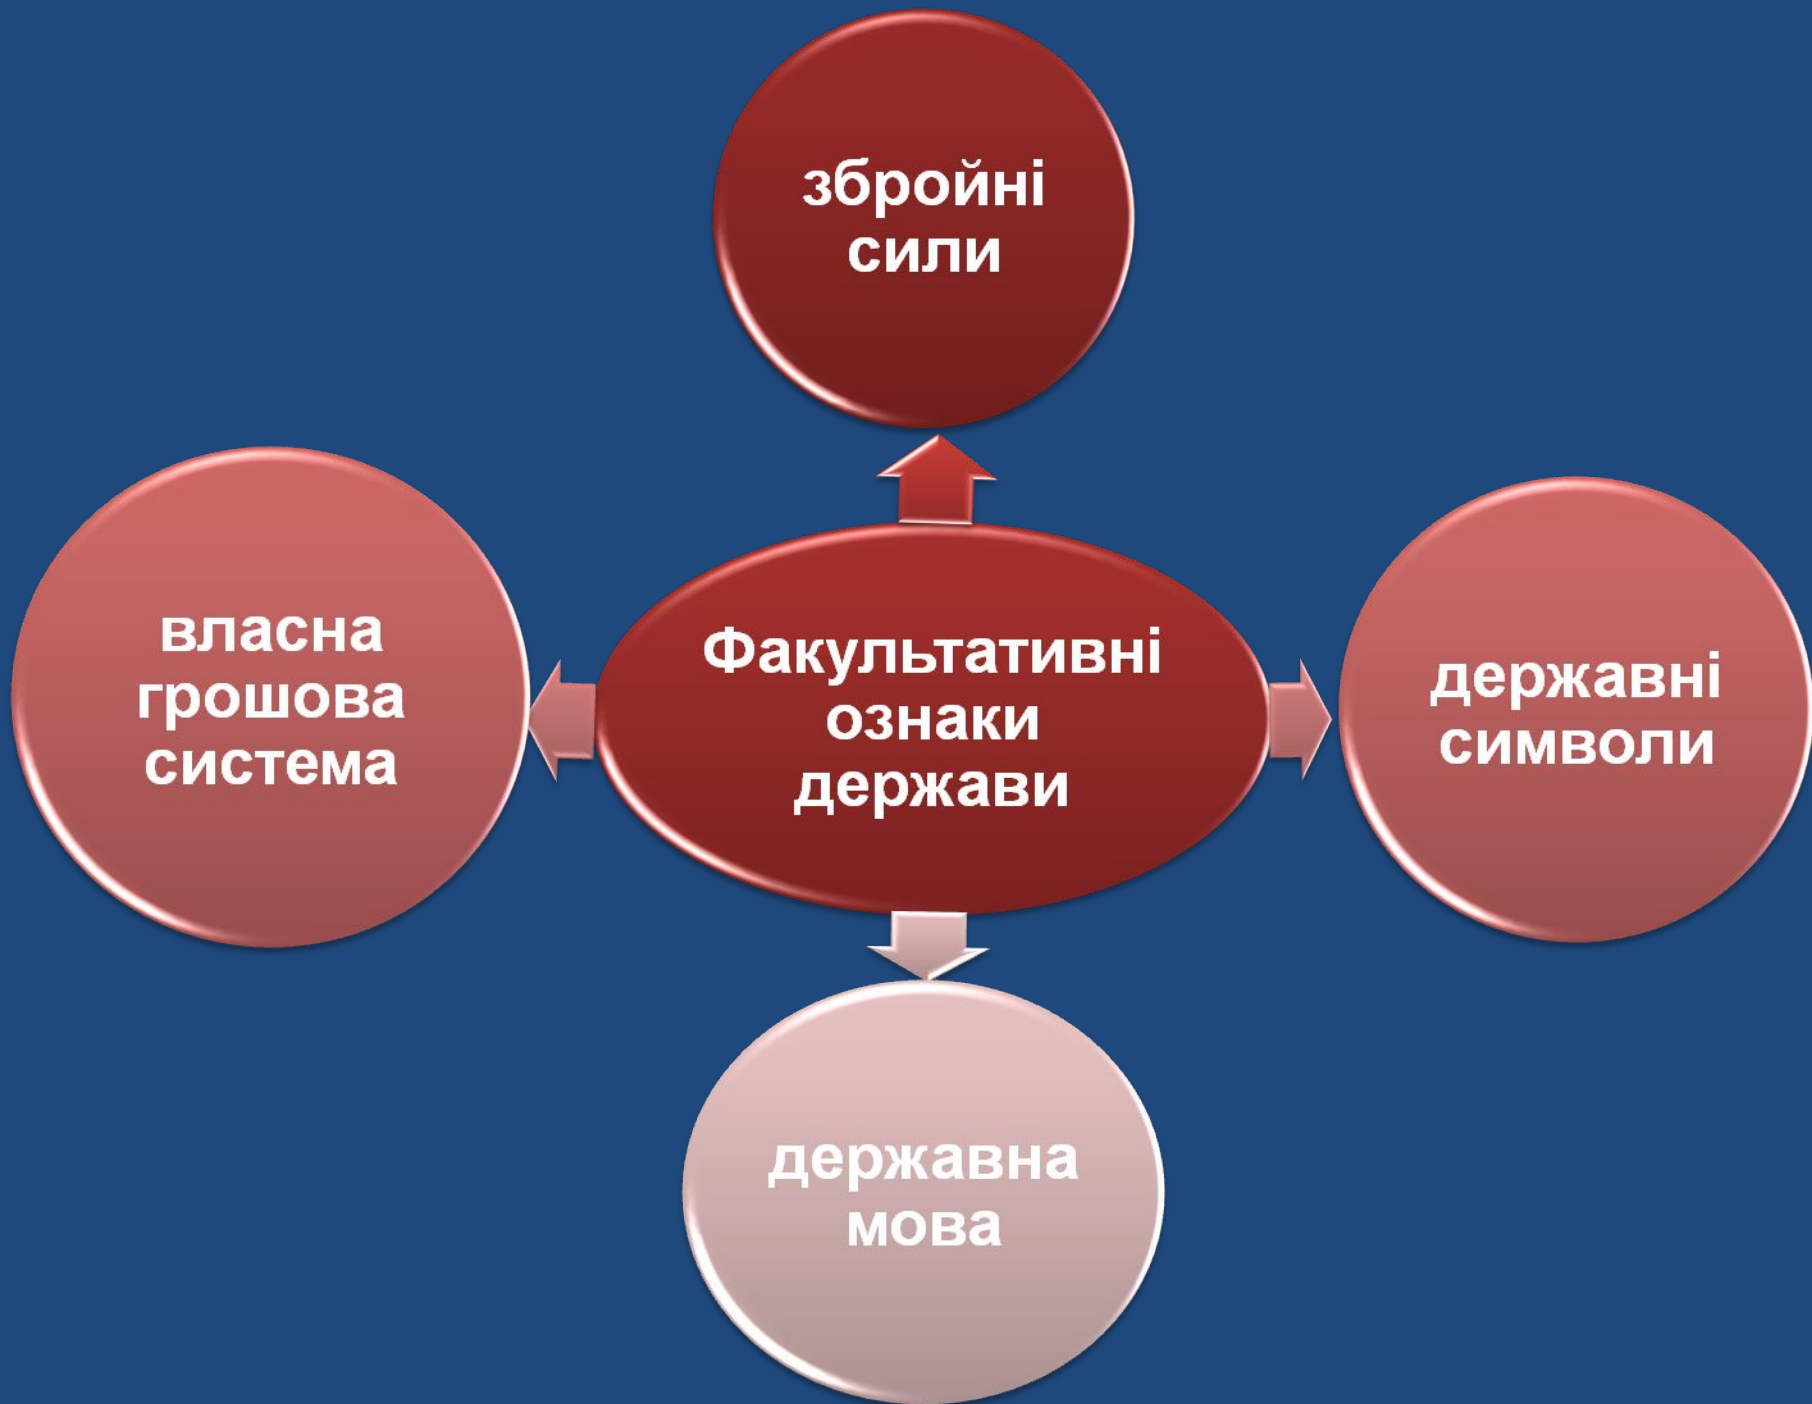 збройні
сили
власна
грошова
система
Факультативні
ознаки
держави
державні
символи
державна
мова